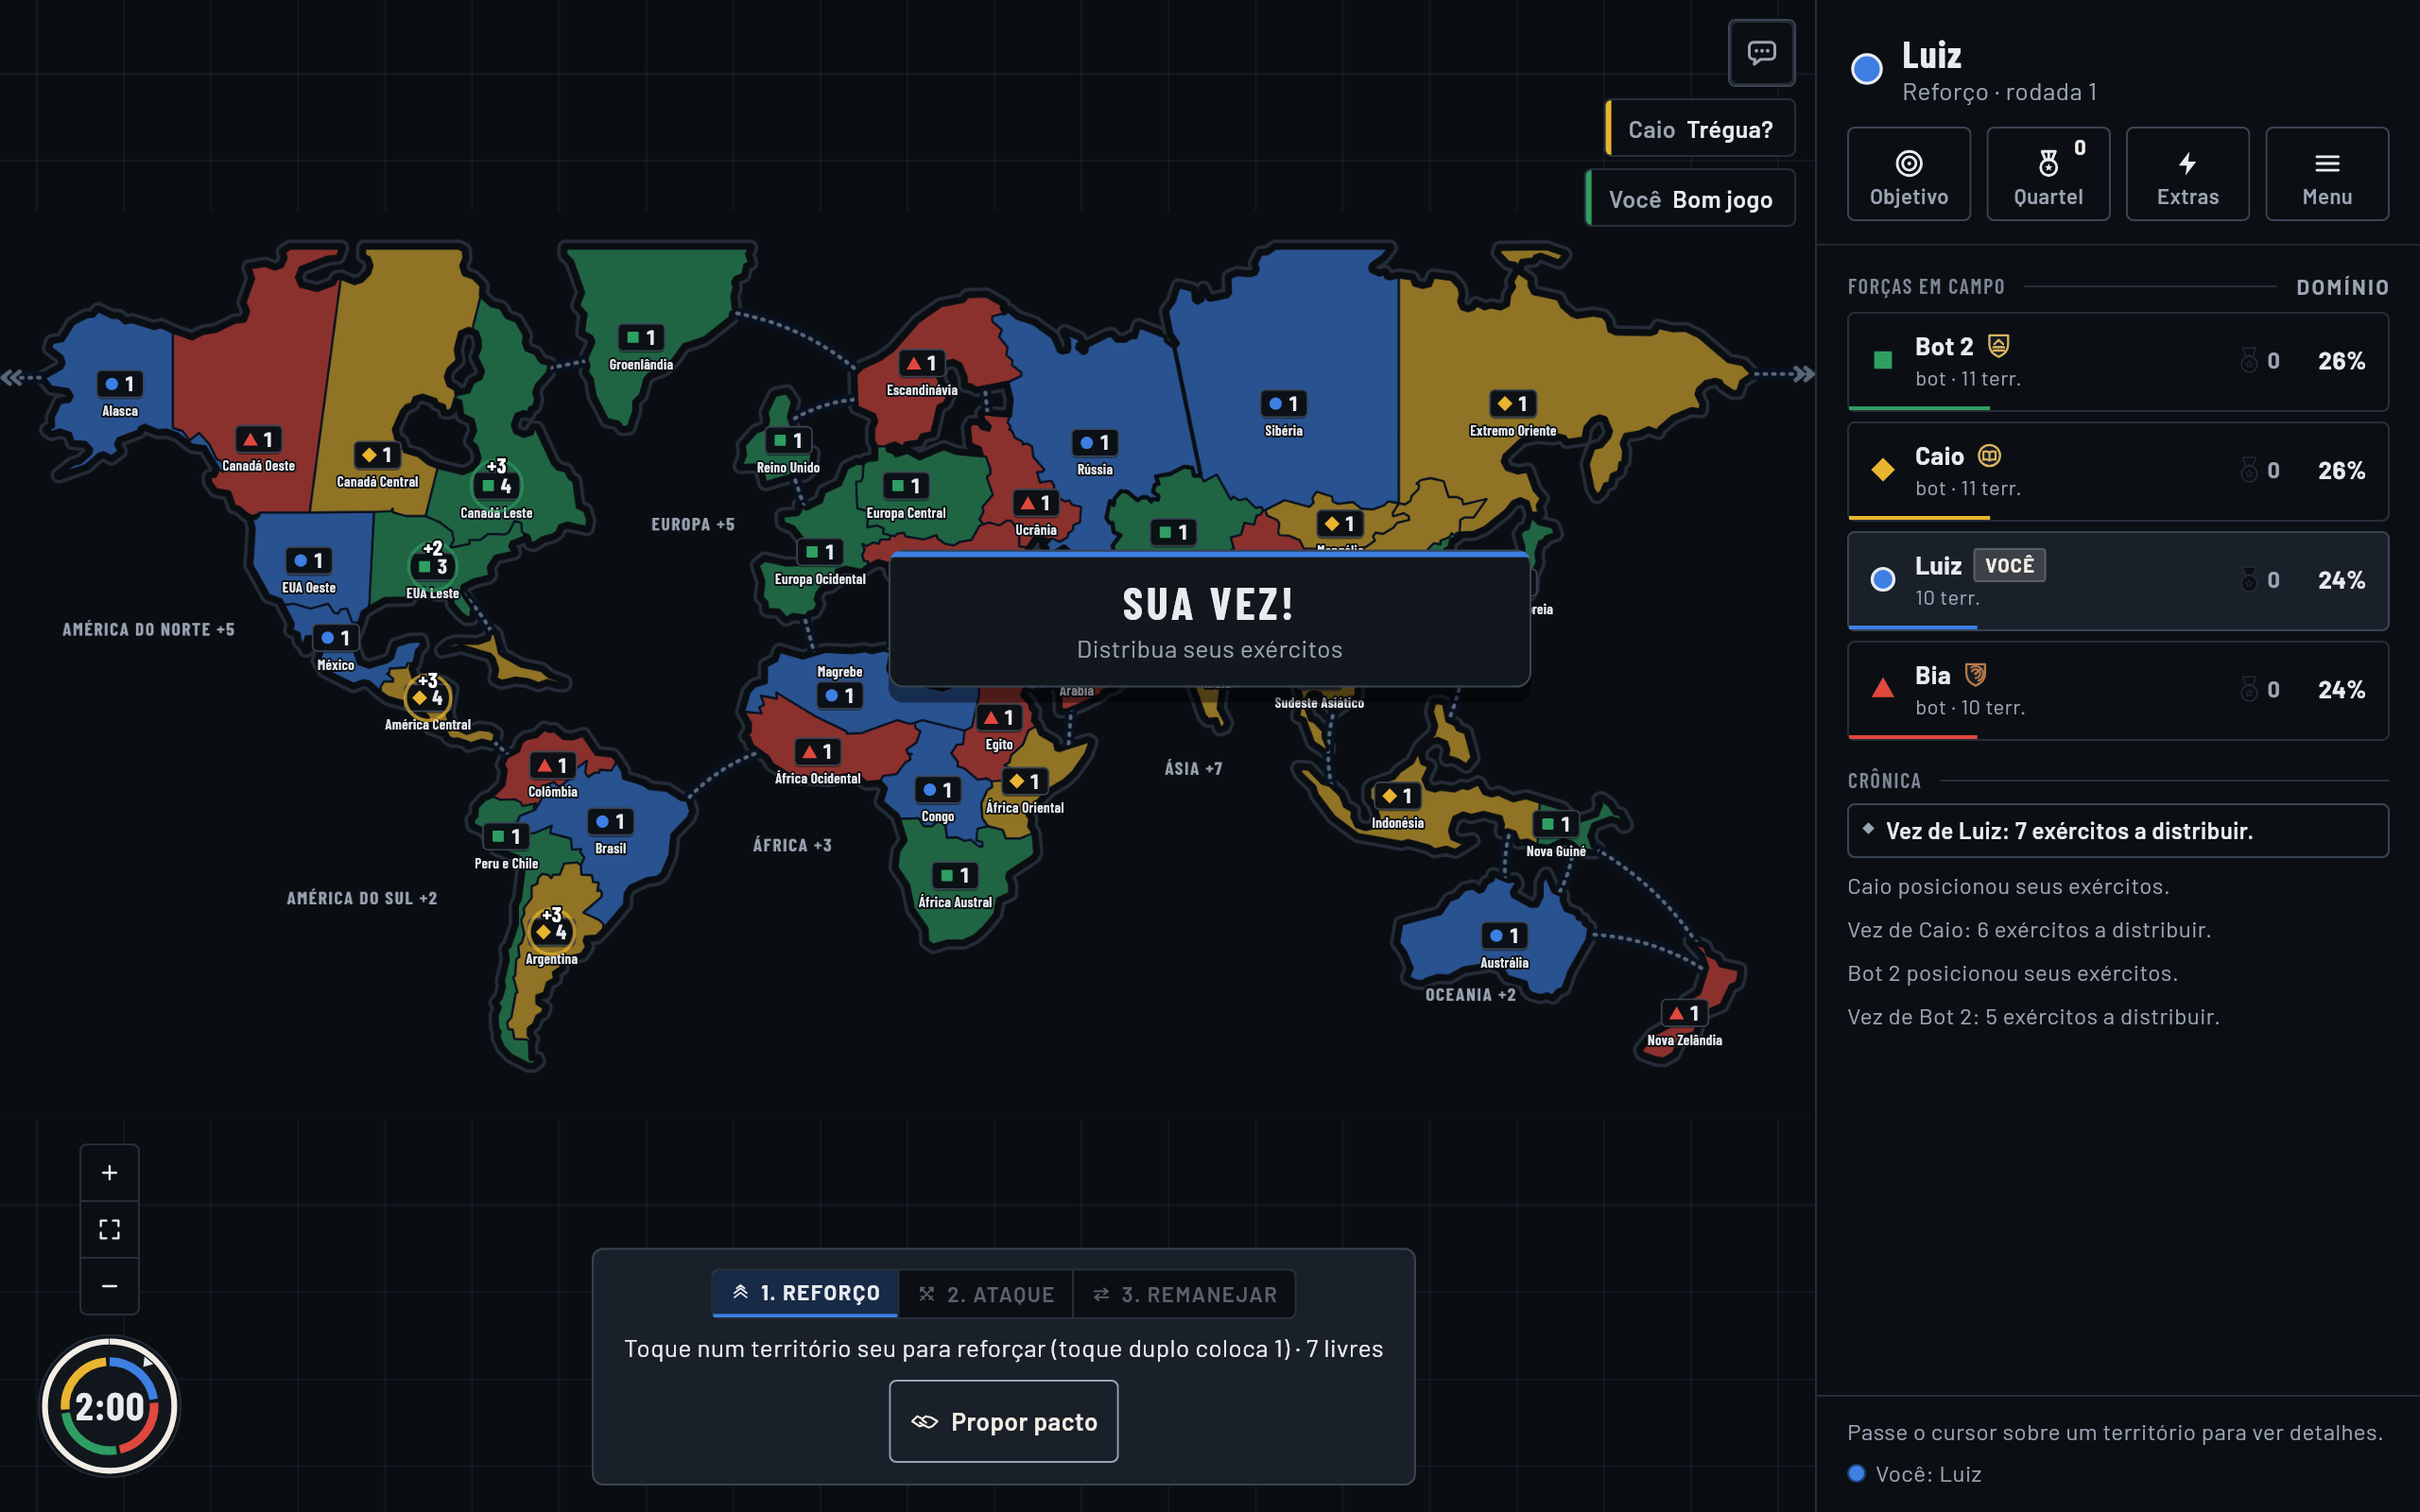 Caio Trégua?
Você Bom jogo
1
Alasca
1
Canadá Oeste
1
Canadá Central
+3
4
Canadá Leste
1
Groenlândia
1
EUA Oeste
+2
3
EUA Leste
1
México
+3
4
América Central
AMÉRICA DO NORTE +5
1
Colômbia
1
Brasil
1
Peru e Chile
+3
4
Argentina
AMÉRICA DO SUL +2
EUROPA +5
1
Escandinávia
1
Reino Unido
1
Europa Central
1
Europa Ocidental
1
Ucrânia
1
Rússia
1
Sibéria
1
Extremo Oriente
1
1
SUA VEZ!
Distribua seus exércitos
Arábia
Sudeste Asiático
ÁSIA +7
Magrebe
1
1
África Ocidental
1
Egito
1
África Oriental
1
Congo
1
África Austral
ÁFRICA +3
1
Indonésia
1
Nova Guiné
1
Austrália
OCEANIA +2
1
Nova Zelândia
2:00
1. REFORÇO
2. ATAQUE
3. REMANEJAR
Toque num território seu para reforçar (toque duplo coloca 1) · 7 livres
Propor pacto
Luiz
Reforço · rodada 1
Objetivo
0
Quartel
Extras
Menu
FORÇAS EM CAMPO
DOMÍNIO
Bot 2
bot · 11 terr.
0
26%
Caio
bot · 11 terr.
0
26%
Luiz VOCÊ
10 terr.
0
24%
Bia
bot · 10 terr.
0
24%
CRÔNICA
Vez de Luiz: 7 exércitos a distribuir.
Caio posicionou seus exércitos.
Vez de Caio: 6 exércitos a distribuir.
Bot 2 posicionou seus exércitos.
Vez de Bot 2: 5 exércitos a distribuir.
Passe o cursor sobre um território para ver detalhes.
Você: Luiz